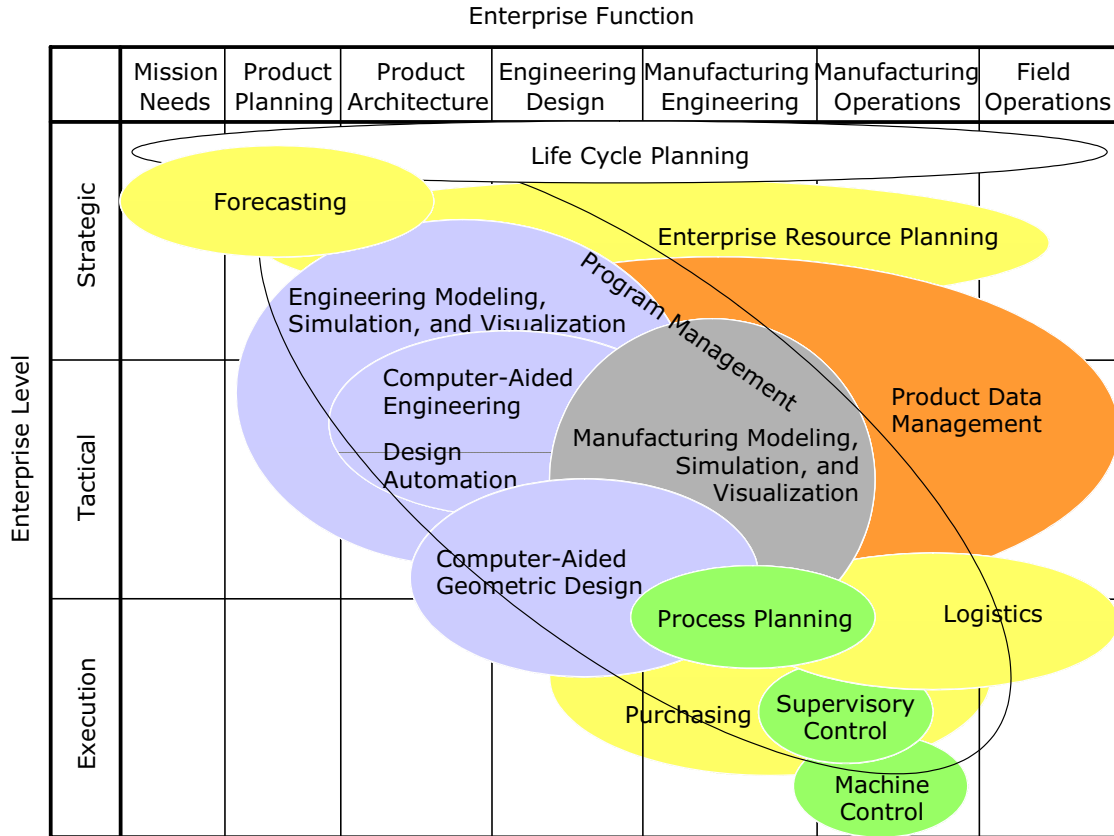 Enterprise Function
Mission
Needs
Product
Planning
Product
Architecture
Engineering
Design
Manufacturing
Engineering
Manufacturing
Operations
Field
Operations
Enterprise Level
Strategic
Tactical
Execution
Life Cycle Planning
Forecasting
Enterprise Resource Planning
Program Management
Engineering Modeling,
Simulation, and Visualization
Computer-Aided
Engineering
Design
Automation
Product Data
Management
Manufacturing Modeling,
Simulation, and
Visualization
Computer-Aided
Geometric Design
Process Planning
Logistics
Purchasing
Supervisory
Control
Machine
Control